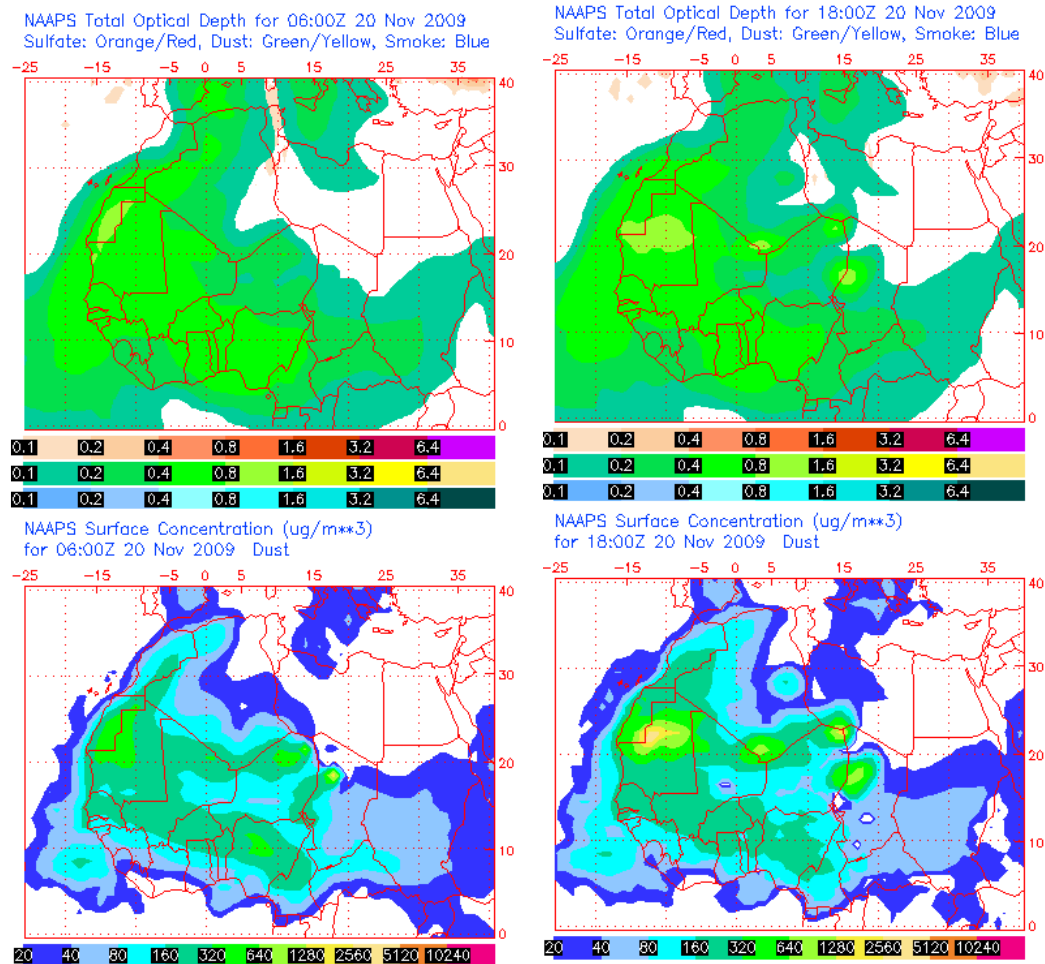 NAAPS Total Optical Depth for 06:00Z 20 Nov 2009
Sulfate: Orange/Red, Dust: Green/Yellow, Smoke: Blue
-25 -15 -5 0 5 15 25 35
40
30
20
10
0
0.1 0.2 0.4 0.8 1.6 3.2 6.4
0.1 0.2 0.4 0.8 1.6 3.2 6.4
0.1 0.2 0.4 0.8 1.6 3.2 6.4
NAAPS Total Optical Depth for 18:00Z 20 Nov 2009
Sulfate: Orange/Red, Dust: Green/Yellow, Smoke: Blue
-25 -15 -5 0 5 15 25 35
40
30
20
10
0
0.1 0.2 0.4 0.8 1.6 3.2 6.4
0.1 0.2 0.4 0.8 1.6 3.2 6.4
0.1 0.2 0.4 0.8 1.6 3.2 6.4
NAAPS Surface Concentration (ug/m**3)
for 06:00Z 20 Nov 2009 Dust
-25 -15 -5 0 5 15 25 35
40
30
20
10
0
20 40 80 160 320 640 1280 2560 5120 10240
NAAPS Surface Concentration (ug/m**3)
for 18:00Z 20 Nov 2009 Dust
-25 -15 -5 0 5 15 25 35
40
30
20
10
0
20 40 80 160 320 640 1280 2560 5120 10240